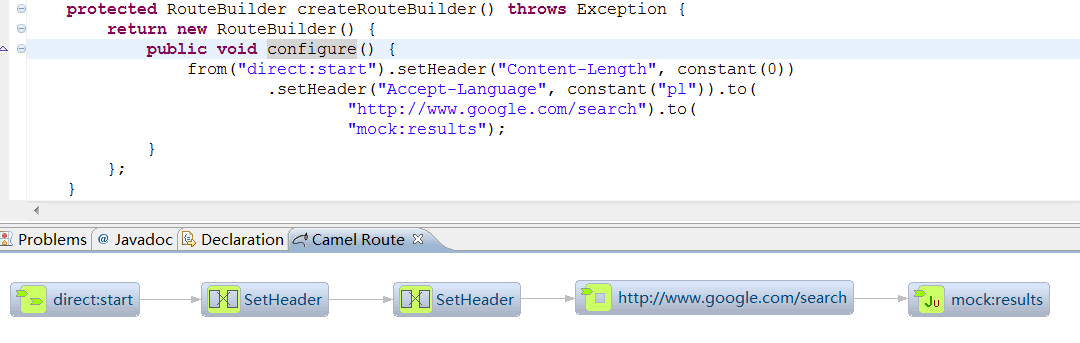 protected RouteBuilder createRouteBuilder() throws Exception {
return new RouteBuilder() {
public void configure() {
from("direct:start").setHeader("Content-Length", constant(0))
.setHeader("Accept-Language", constant("pl")).to(
"http://www.google.com/search").to(
"mock:results");
}
};
}
Problems @ Javadoc Declaration Camel Route
direct:start SetHeader SetHeader http://www.google.com/search JU mock:results